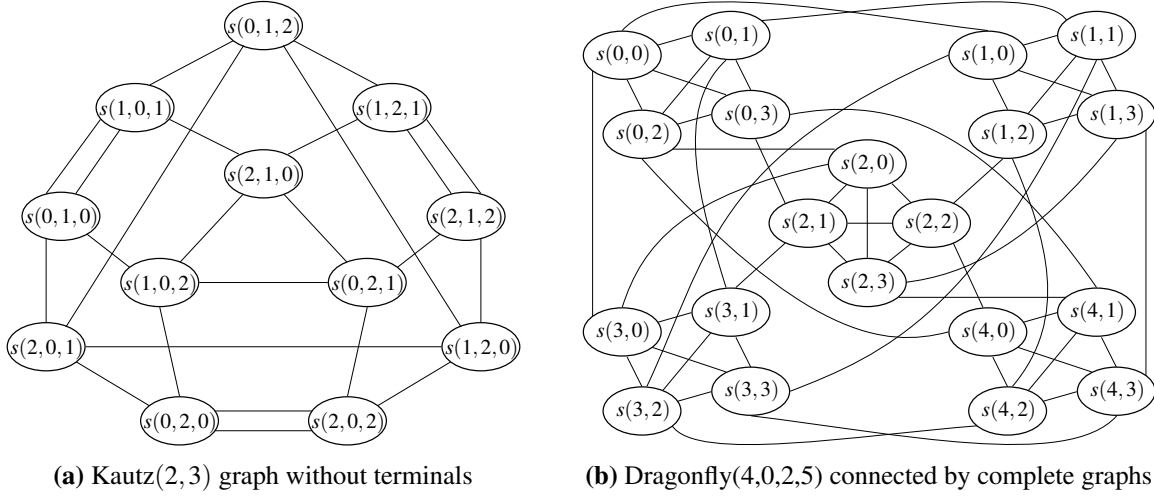 s(0,1,2)
s(1,0,1)
s(1,2,1)
s(2,1,0)
s(0,1,0)
s(2,1,2)
s(1,0,2)
s(0,2,1)
s(2,0,1)
s(1,2,0)
s(0,2,0)
s(2,0,2)
(a) Kautz(2,3) graph without terminals
s(0,0)
s(0,1)
s(0,2)
s(0,3)
s(1,0)
s(1,1)
s(1,2)
s(1,3)
s(2,0)
s(2,1)
s(2,2)
s(2,3)
s(3,0)
s(3,1)
s(3,2)
s(3,3)
s(4,0)
s(4,1)
s(4,2)
s(4,3)
(b) Dragonfly(4,0,2,5) connected by complete graphs